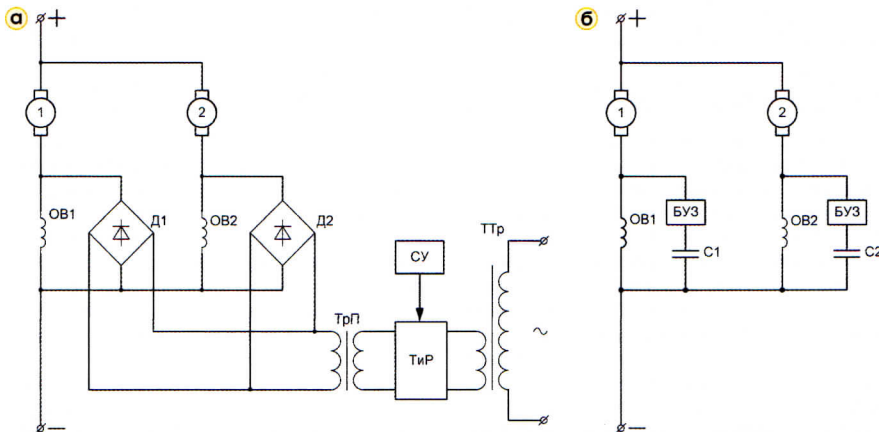 а
+
1
2
ОВ1
Д1
ОВ2
Д2
ТТр
СУ
ТрП
ТиР
~
—
б
+
1
2
ОВ1
БУЗ
С1
ОВ2
БУЗ
С2
—